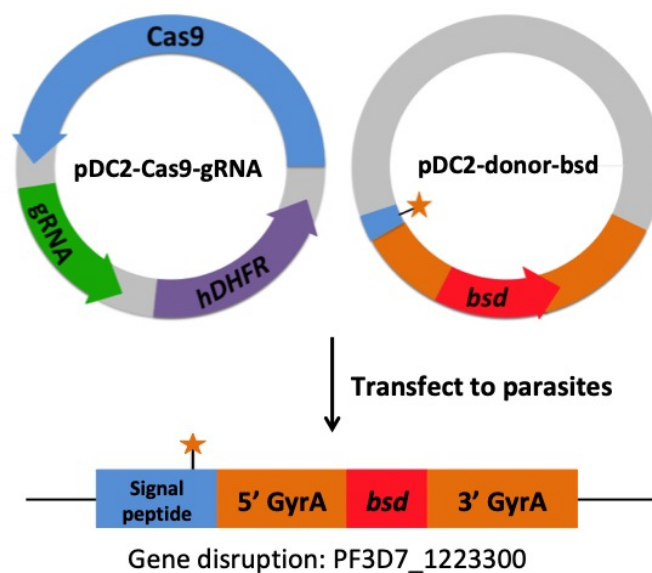 Cas9
pDC2-Cas9-gRNA
gRNA
hDHFR
pDC2-donor-bsd
bsd
Transfect to parasites
Signal
peptide
5’ GyrA
bsd
3’ GyrA
Gene disruption: PF3D7_1223300